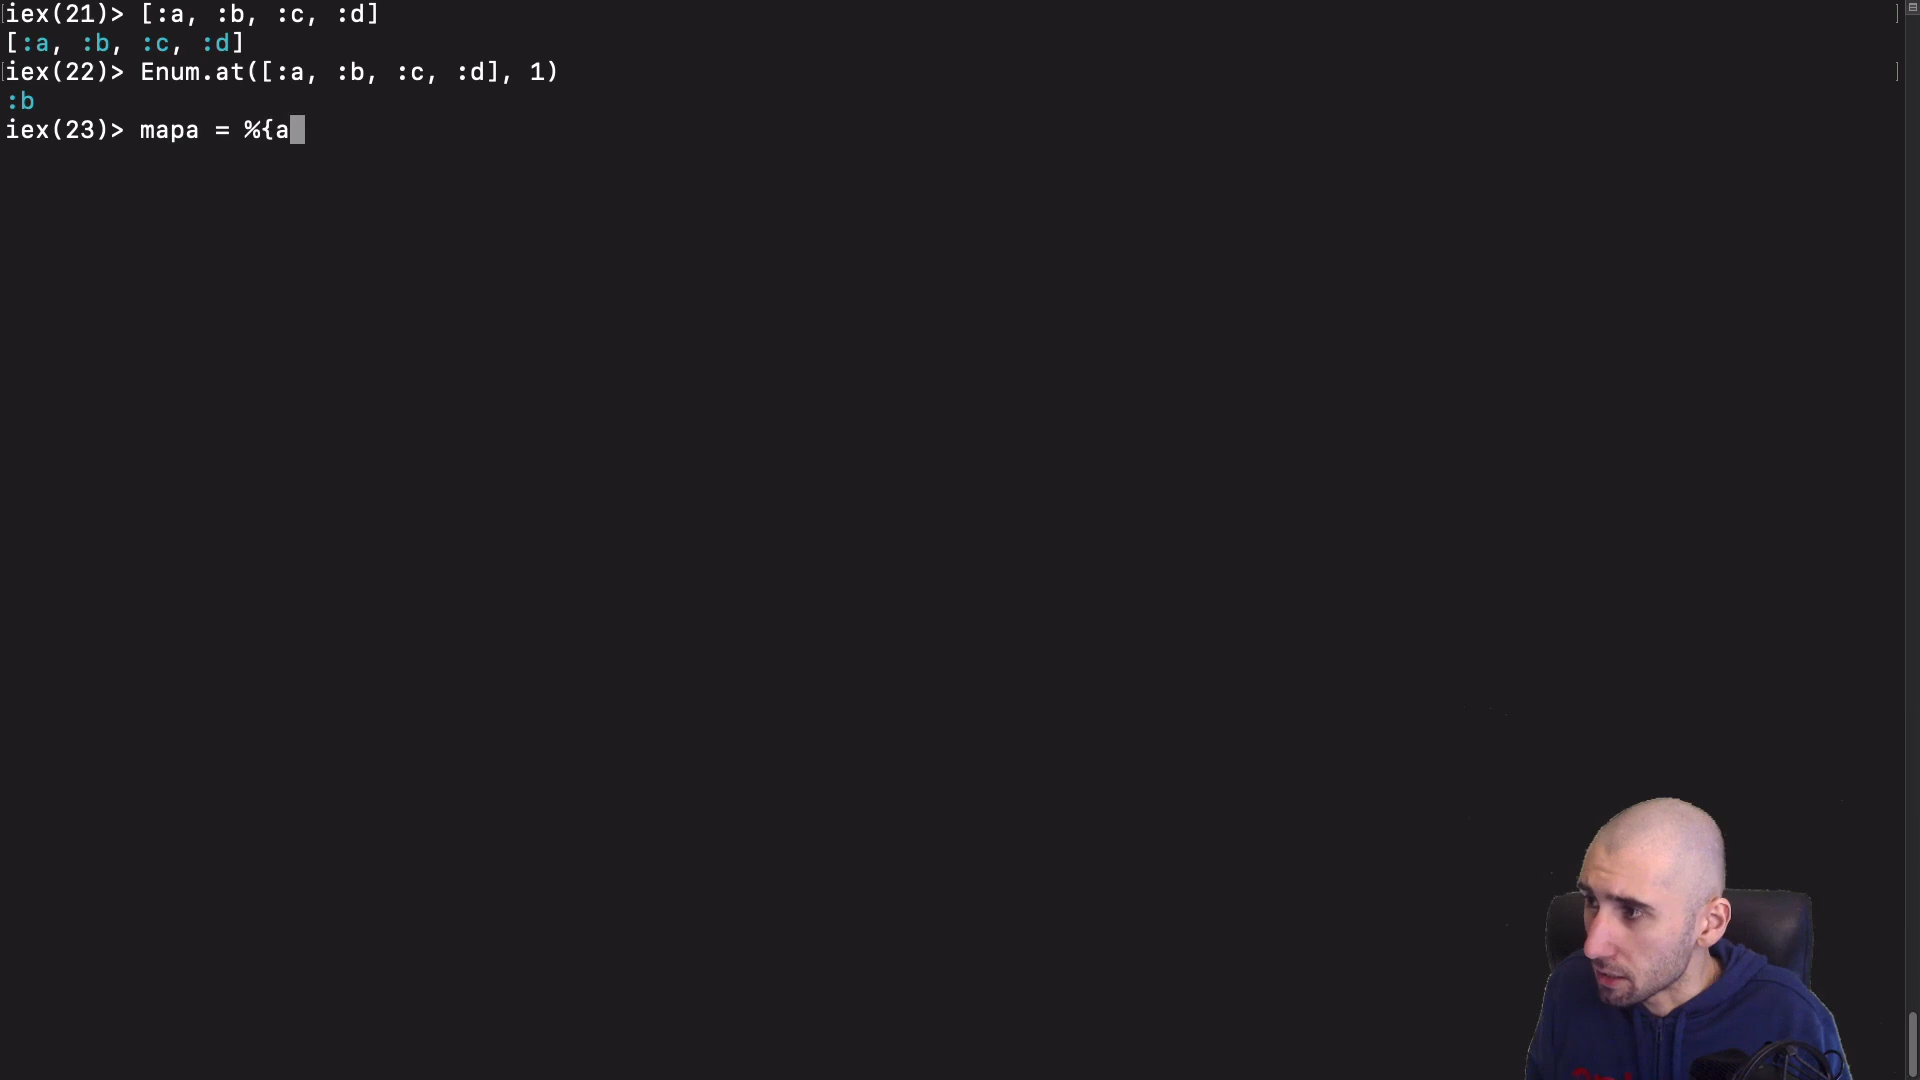 iex(21)> [:a, :b, :c, :d]
[:a, :b, :c, :d]
iex(22)> Enum.at([:a, :b, :c, :d], 1)
:b
iex(23)> mapa = %{a